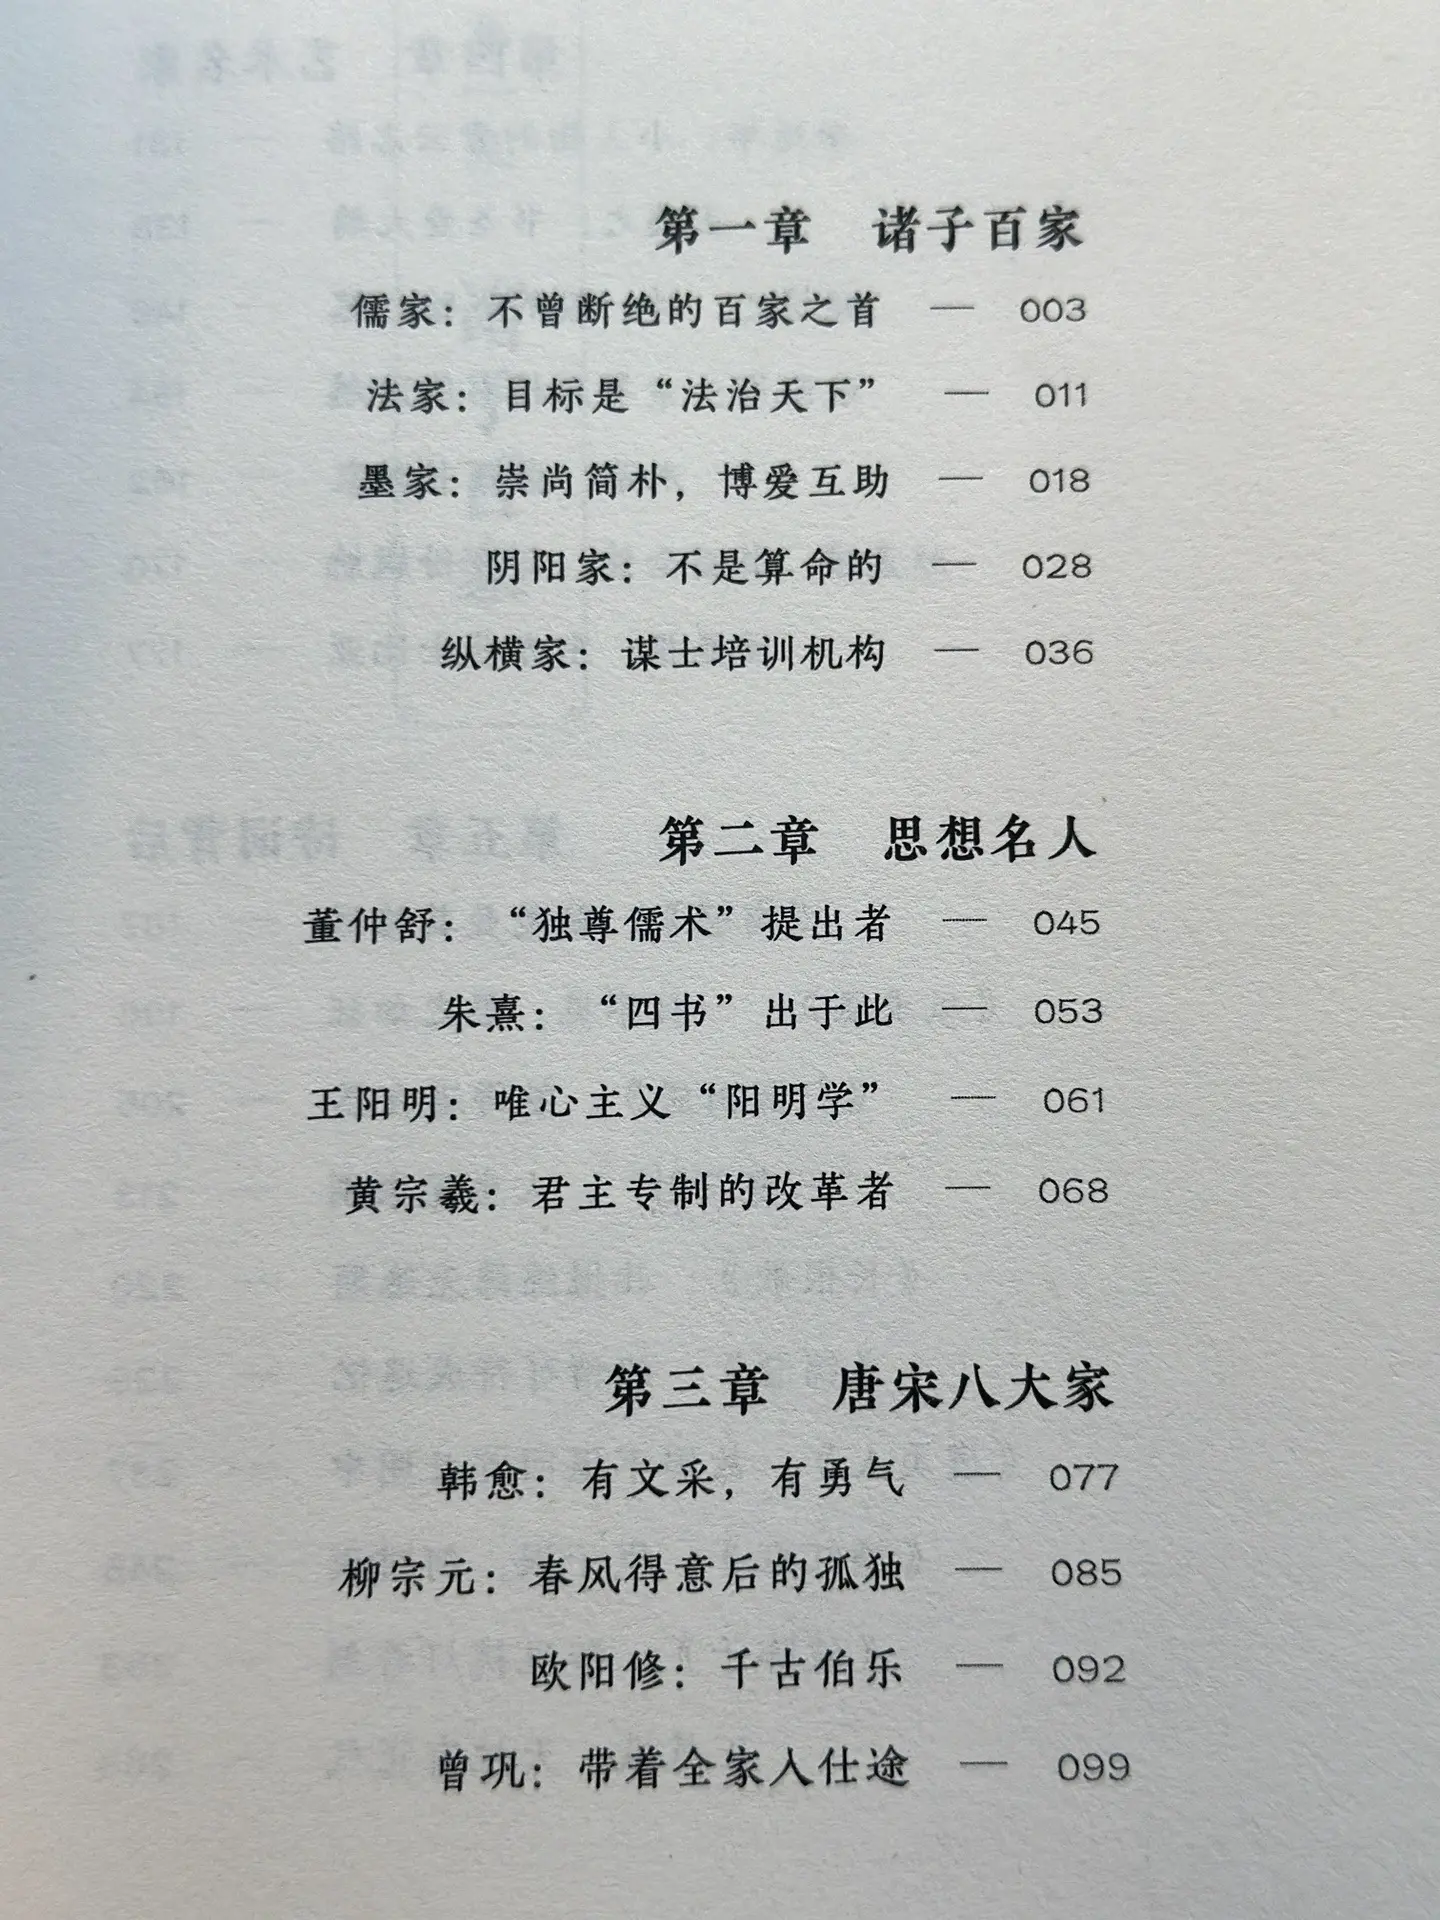 第一章 诸子百家
儒家：不曾断绝的百家之首 — 003
法家：目标是“法治天下” — 011
墨家：崇尚简朴，博爱互助 — 018
阴阳家：不是算命的 — 028
纵横家：谋士培训机构 — 036
第二章 思想名人
董仲舒：“独尊儒术”提出者 — 045
朱熹：“四书”出于此 — 053
王阳明：唯心主义“阳明学” — 061
黄宗羲：君主专制的改革者 — 068
第三章 唐宋八大家
韩愈：有文采，有勇气 — 077
柳宗元：春风得意后的孤独 — 085
欧阳修：千古伯乐 — 092
曾巩：带着全家入仕途 — 099